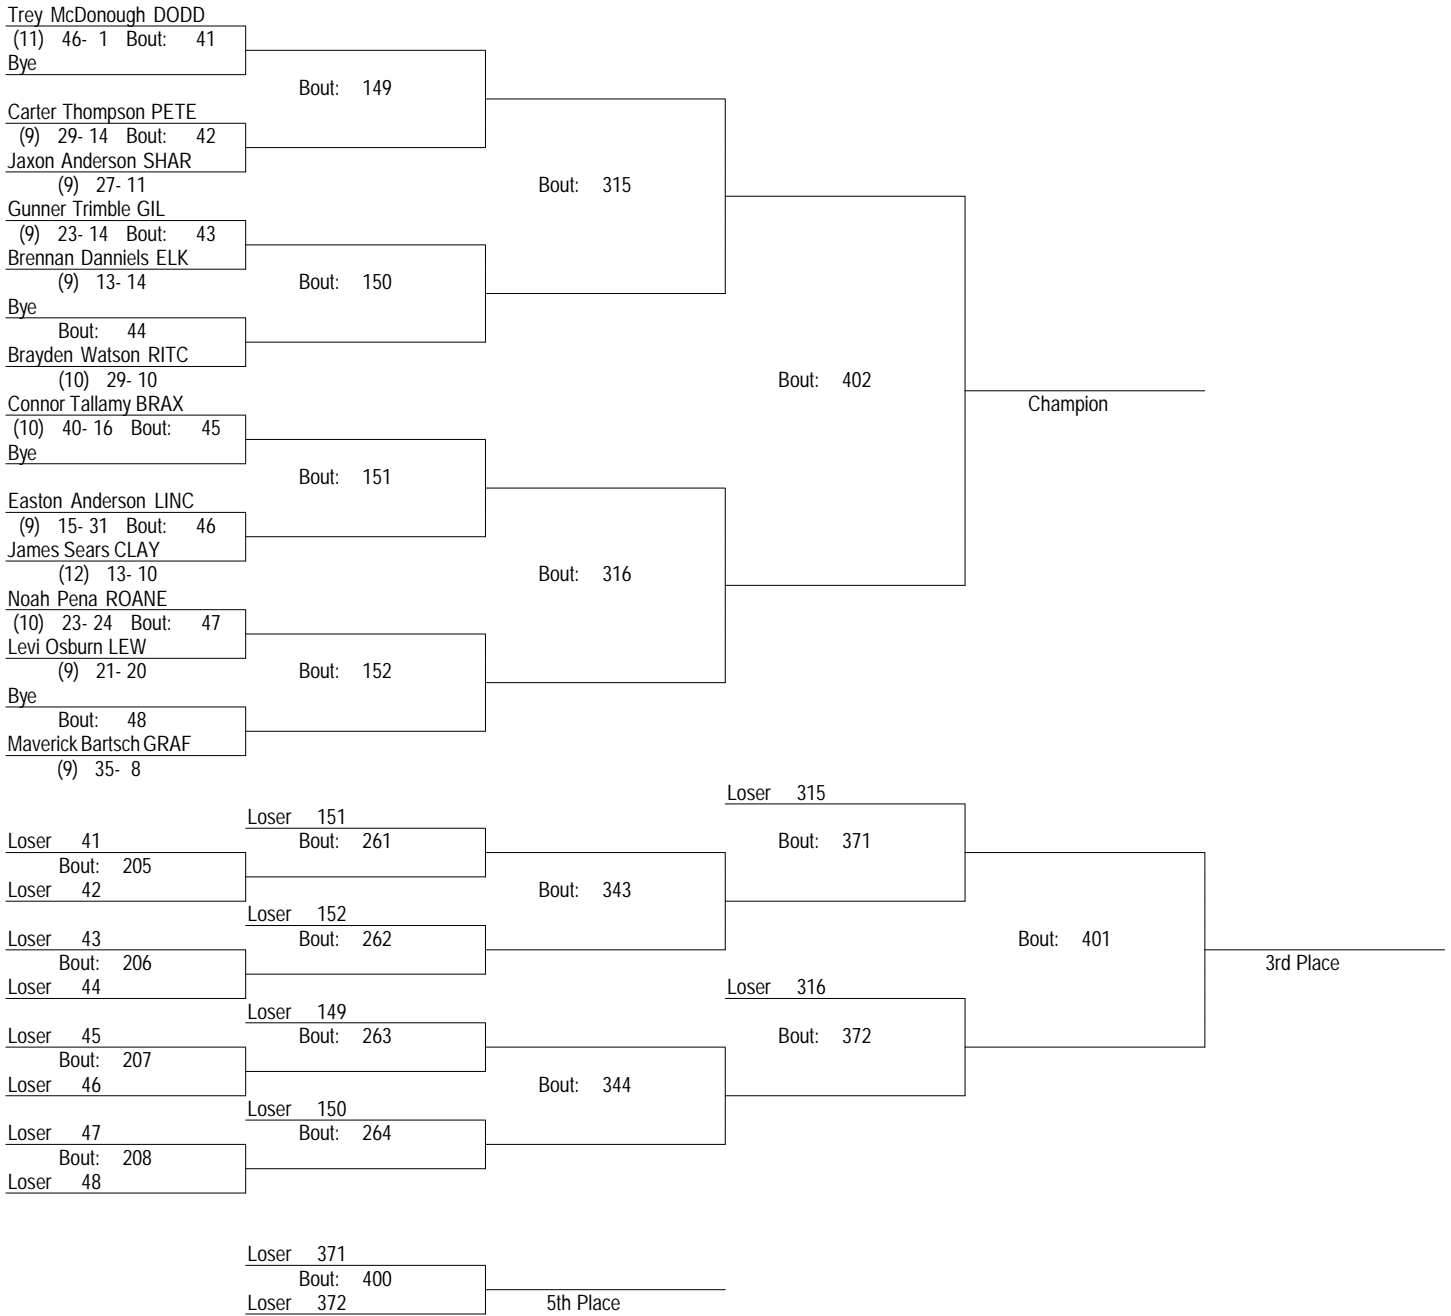 Trey McDonough DODD
(11) 46- 1 Bout: 41
Bye
Bout: 149
Carter Thompson PETE
(9) 29- 14 Bout: 42
Jaxon Anderson SHAR
(9) 27- 11
Bout: 315
Gunner Trimble GIL
(9) 23- 14 Bout: 43
Brennan Danniels ELK
(9) 13- 14
Bout: 150
Bye
Bout: 44
Brayden Watson RITC
(10) 29- 10
Bout: 402
Connor Tallamy BRAX
Champion
(10) 40- 16 Bout: 45
Bye
Bout: 151
Easton Anderson LINC
(9) 15- 31 Bout: 46
James Sears CLAY
(12) 13- 10
Bout: 316
Noah Pena ROANE
(10) 23- 24 Bout: 47
Levi Osburn LEW
(9) 21- 20
Bout: 152
Bye
Bout: 48
Maverick Bartsch GRAF
(9) 35- 8
Loser 315
Loser 151
Loser 41
Bout: 261
Bout: 371
Bout: 205
Loser 42
Bout: 343
Loser 152
Loser 43
Bout: 262
Bout: 401
Bout: 206
3rd Place
Loser 44
Loser 316
Loser 149
Loser 45
Bout: 263
Bout: 372
Bout: 207
Loser 46
Bout: 344
Loser 150
Loser 47
Bout: 264
Bout: 208
Loser 48
Loser 371
Bout: 400
Loser 372
5th Place